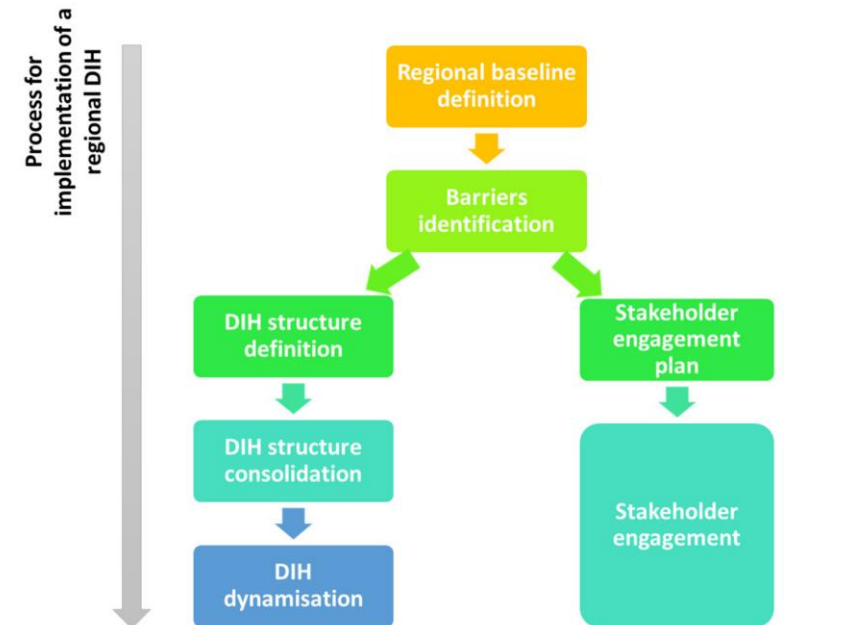 Process for
implementation of a
regional DIH
Regional baseline
definition
Barriers
identification
DIH structure
definition
Stakeholder
engagement
plan
DIH structure
consolidation
Stakeholder
engagement
DIH
dynamisation